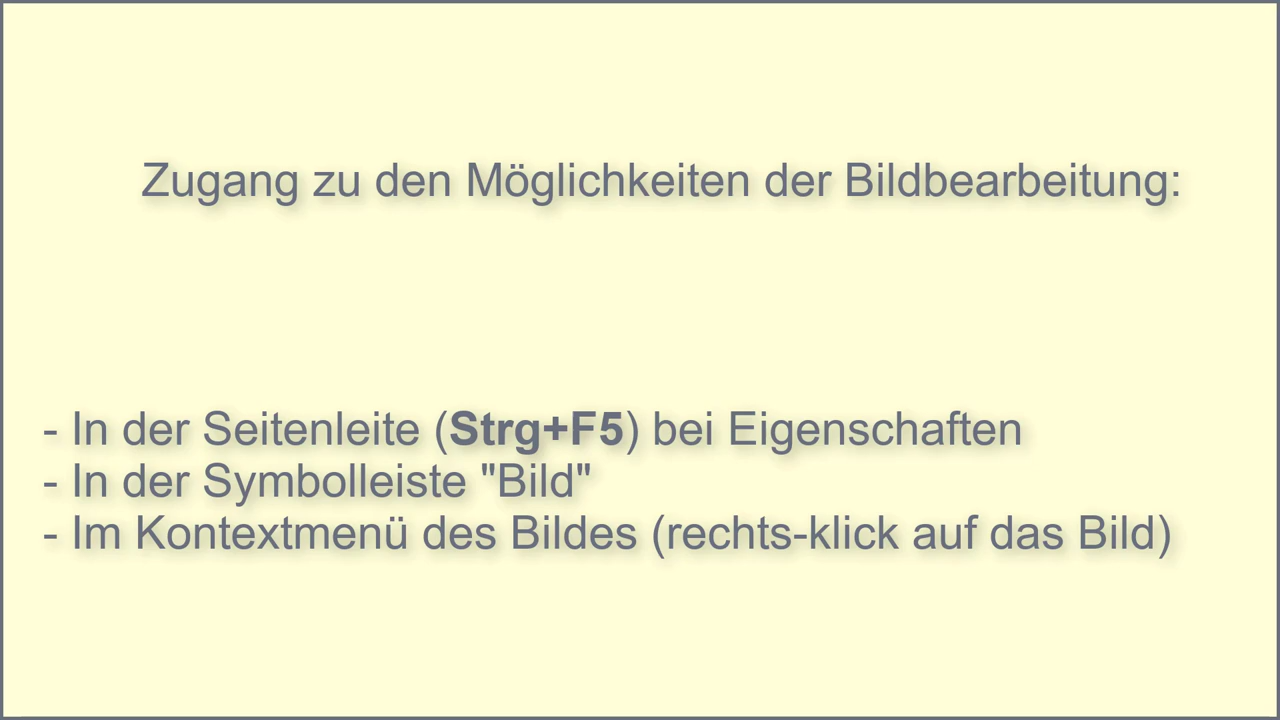 Zugang zu den Möglichkeiten der Bildbearbeitung:
- In der Seitenleite (Strg+F5) bei Eigenschaften
- In der Symbolleiste "Bild"
- Im Kontextmenü des Bildes (rechts-klick auf das Bild)